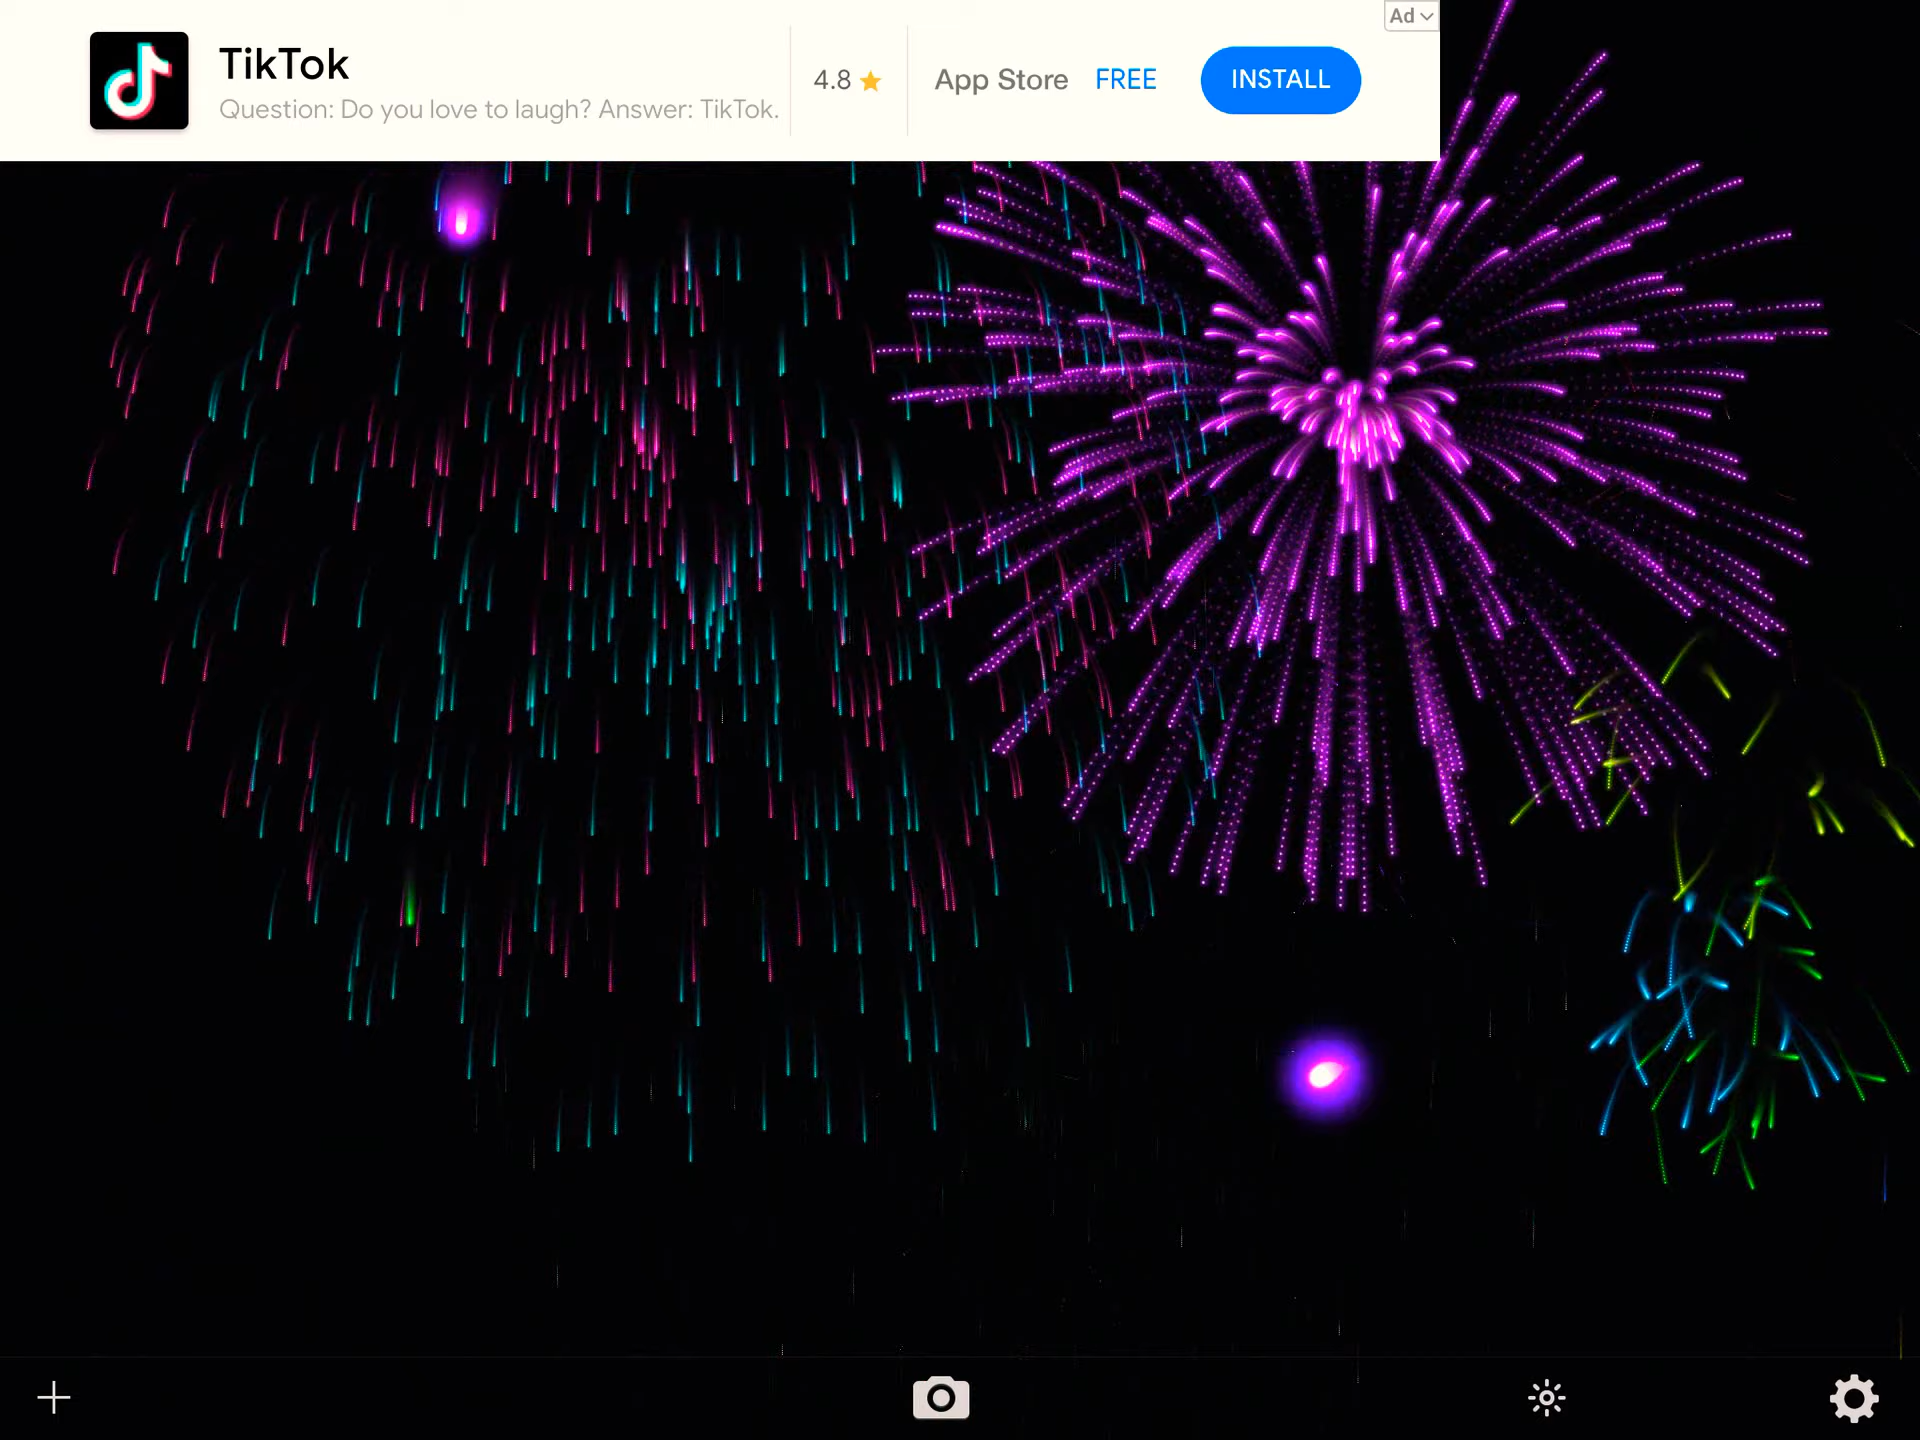 Ad
TikTok
Question: Do you love to laugh? Answer: TikTok.
4.8
App Store FREE
INSTALL